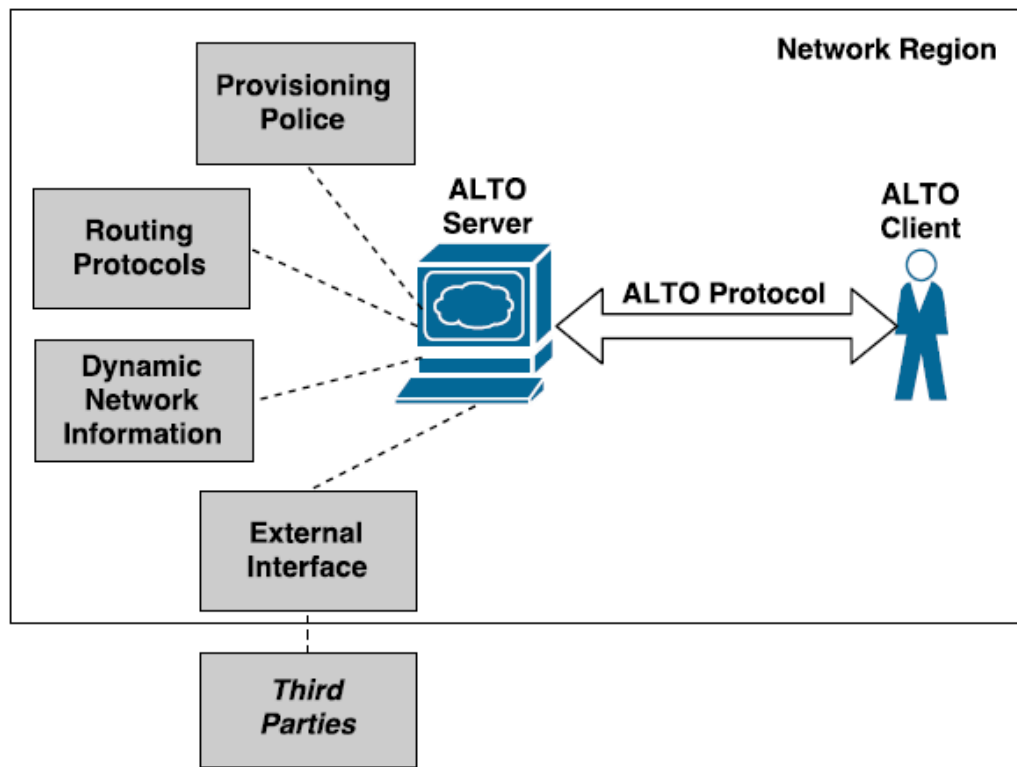 Network Region
Provisioning
Police
ALTO
Server
ALTO
Client
Routing
Protocols
ALTO Protocol
Dynamic
Network
Information
External
Interface
Third
Parties